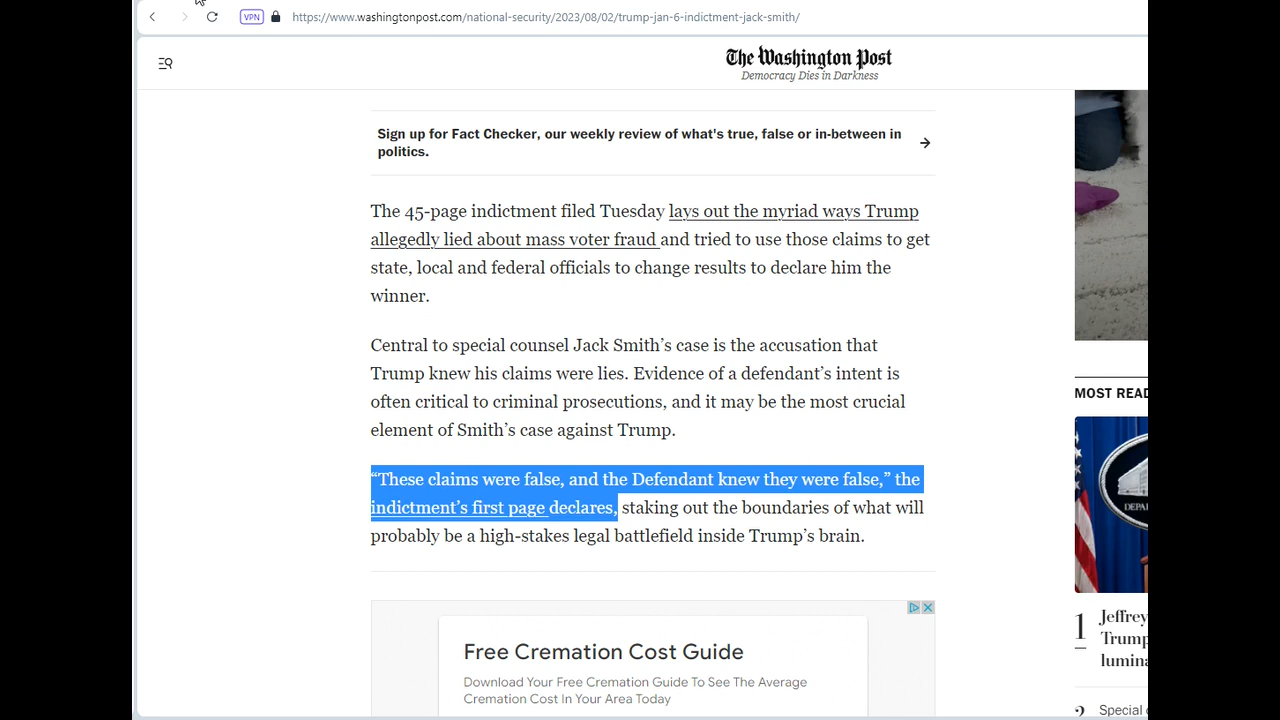 VPN
https://www.washingtonpost.com/national-security/2023/08/02/trump-jan-6-indictment-jack-smith/
The Washington Post
Democracy Dies in Darkness
Sign up for Fact Checker, our weekly review of what's true, false or in-between in
politics.
The 45-page indictment filed Tuesday lays out the myriad ways Trump
allegedly lied about mass voter fraud and tried to use those claims to get
state, local and federal officials to change results to declare him the
winner.
Central to special counsel Jack Smith’s case is the accusation that
Trump knew his claims were lies. Evidence of a defendant’s intent is
often critical to criminal prosecutions, and it may be the most crucial
element of Smith’s case against Trump.
“These claims were false, and the Defendant knew they were false,” the
indictment’s first page declares, staking out the boundaries of what will
probably be a high-stakes legal battlefield inside Trump’s brain.
Free Cremation Cost Guide
Download Your Free Cremation Guide To See The Average
Cremation Cost In Your Area Today
MOST READ
DEPA
1
Jeffrey
Trump
lumina
2
Special